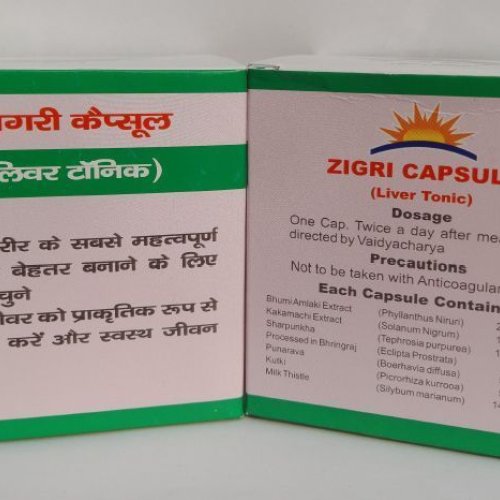 गरी कैप्सूल
लिवर टॉनिक)
के सबसे महत्वपूर्ण
बेहतर बनाने के लिए
चुने
को प्राकृतिक रूप से
करें और स्वस्थ जीवन
ZIGRI CAPSUL
(Liver Tonic)
Dosage
One Cap. Twice a day after
directed by Vaidyacharya
Precautions
Not to be taken with Anticoagular
Each Capsule Contain
Bhumi Amlaki Extract (Phyllanthus Niruri)
Kakamachi Extract (Solanum Nigrum)
Sharpunkha (Tephrosia purpurea)
Processed in Bhringraj (Eclipta Prostrata)
Punarava (Boerhavia diffusa)
Kutki (Picrorhiza kurrooa)
Milk Thistle (Silybum marianum)